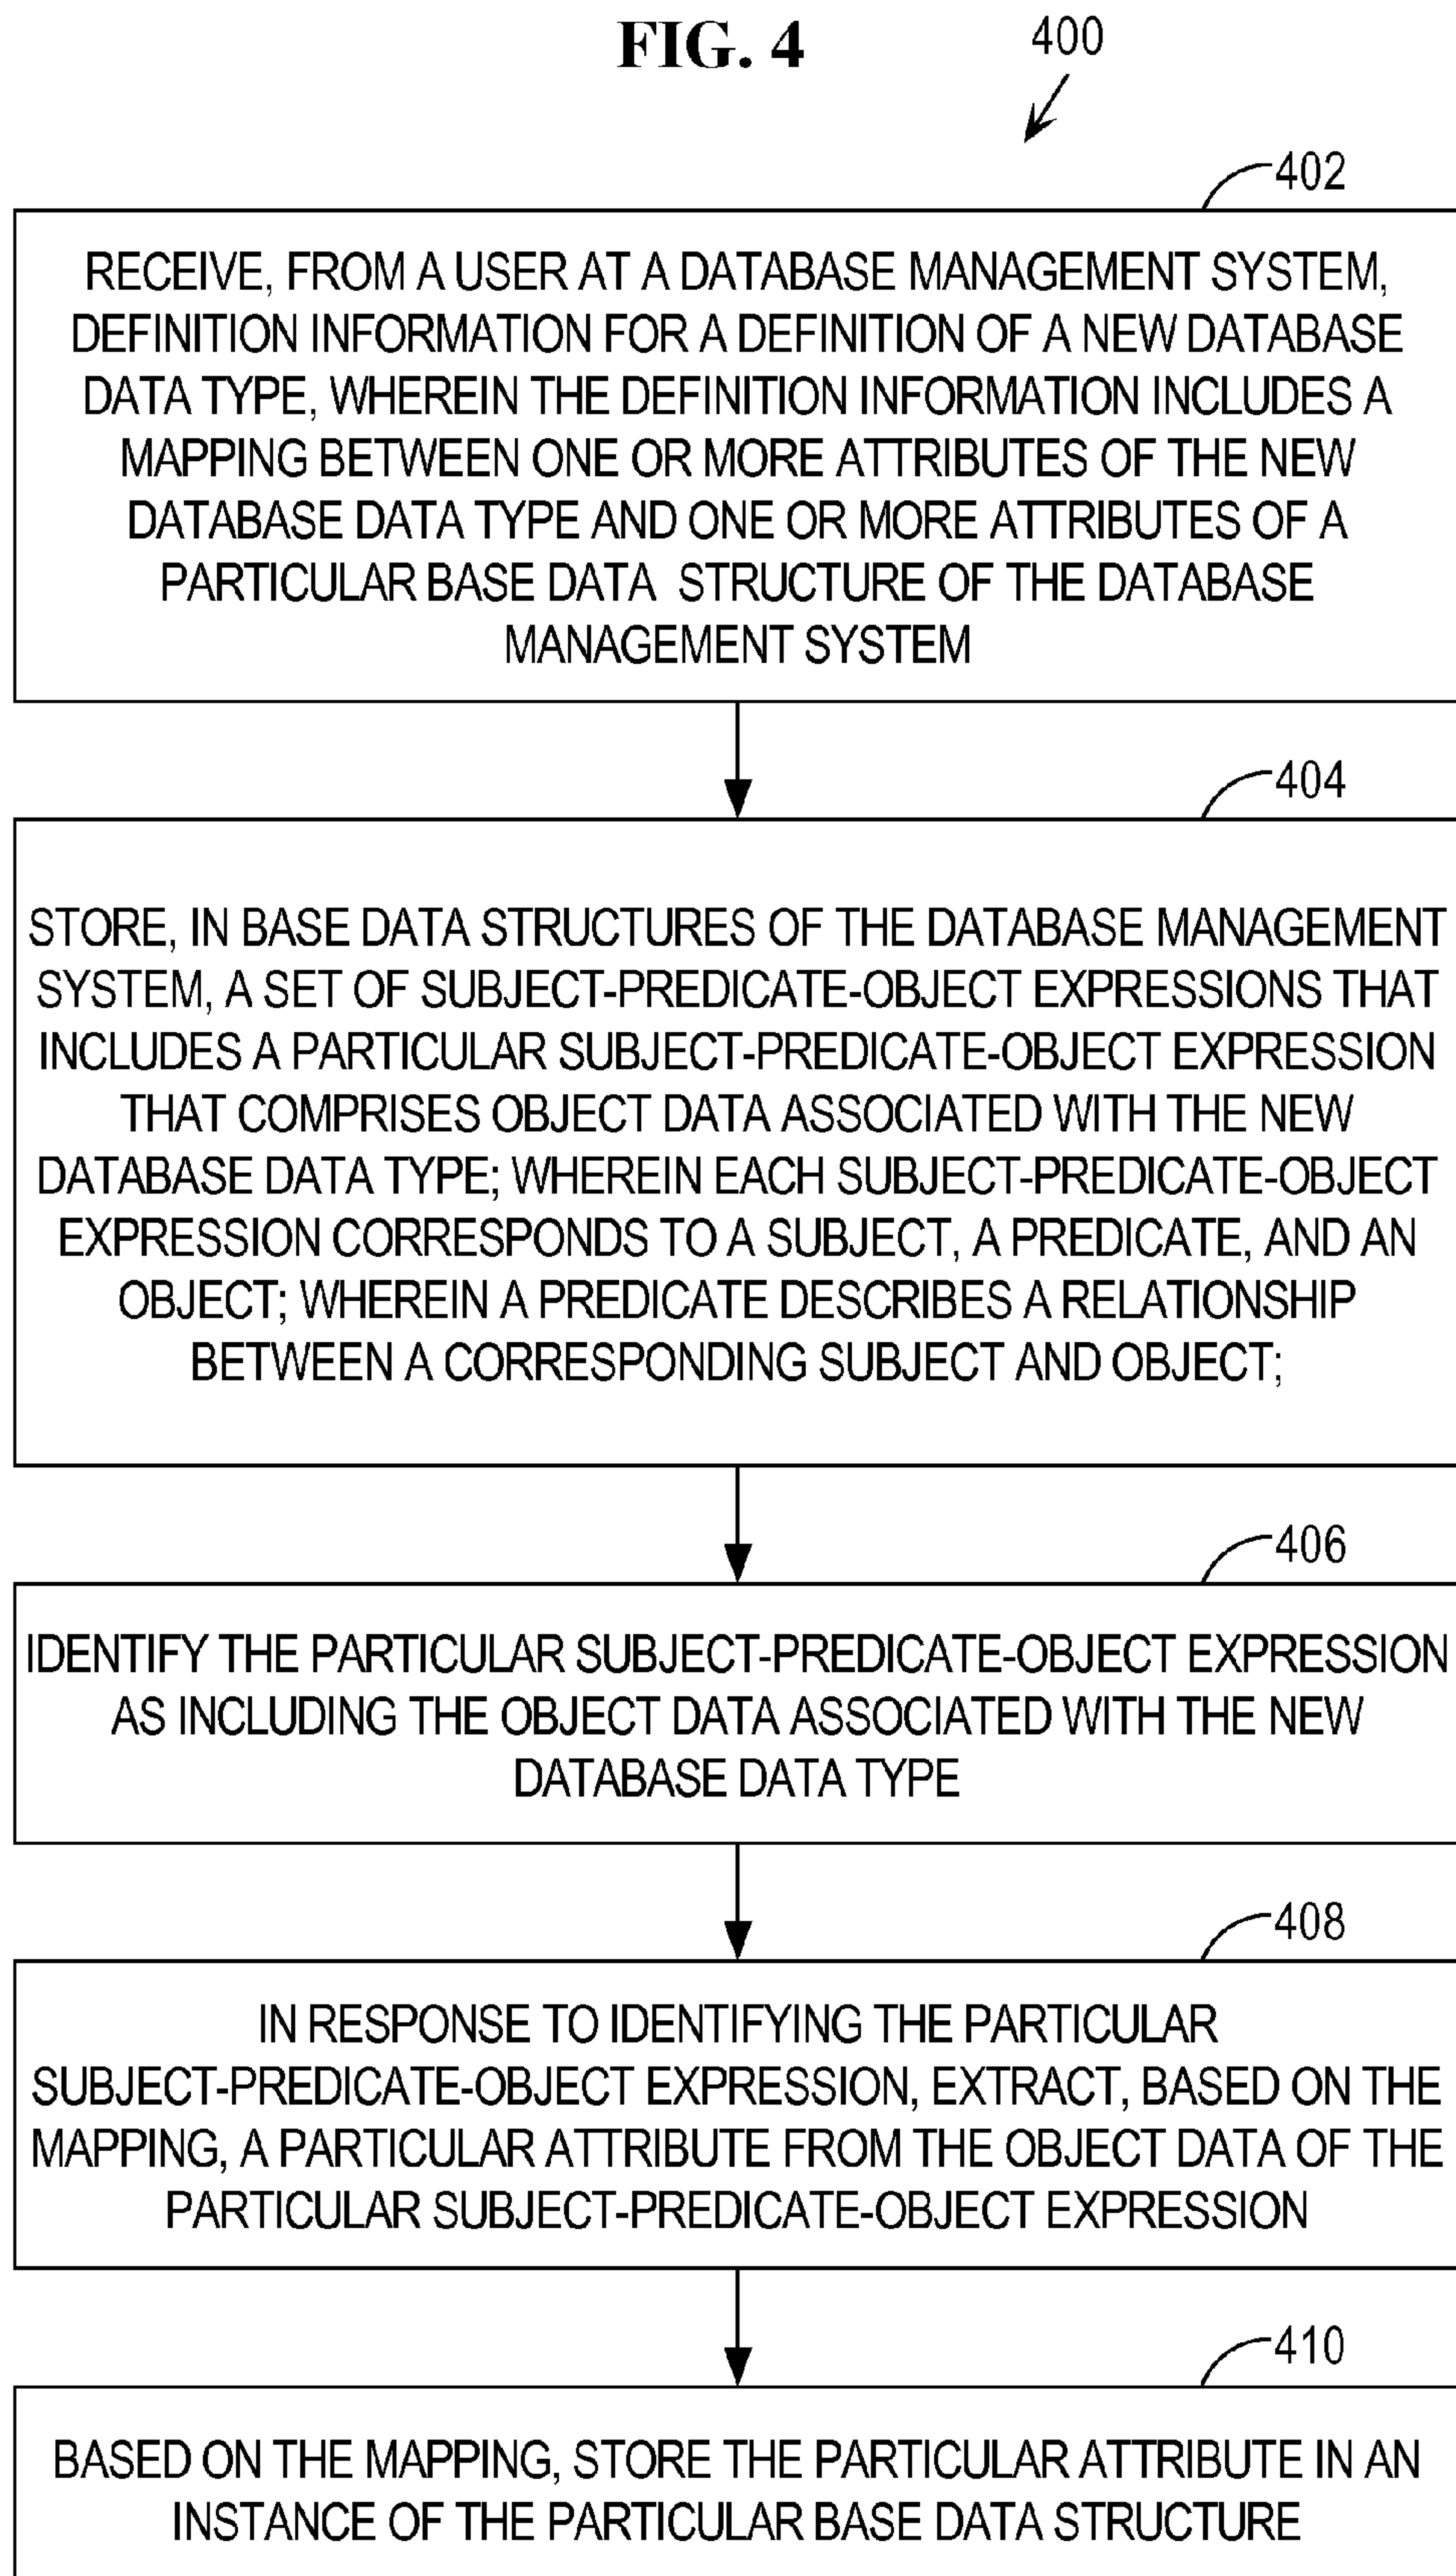 FIG. 4
400
402
RECEIVE, FROM A USER AT A DATABASE MANAGEMENT SYSTEM,
DEFINITION INFORMATION FOR A DEFINITION OF A NEW DATABASE
DATA TYPE, WHEREIN THE DEFINITION INFORMATION INCLUDES A
MAPPING BETWEEN ONE OR MORE ATTRIBUTES OF THE NEW
DATABASE DATA TYPE AND ONE OR MORE ATTRIBUTES OF A
PARTICULAR BASE DATA STRUCTURE OF THE DATABASE
MANAGEMENT SYSTEM
404
STORE, IN BASE DATA STRUCTURES OF THE DATABASE MANAGEMENT
SYSTEM, A SET OF SUBJECT-PREDICATE-OBJECT EXPRESSIONS THAT
INCLUDES A PARTICULAR SUBJECT-PREDICATE-OBJECT EXPRESSION
THAT COMPRISES OBJECT DATA ASSOCIATED WITH THE NEW
DATABASE DATA TYPE; WHEREIN EACH SUBJECT-PREDICATE-OBJECT
EXPRESSION CORRESPONDS TO A SUBJECT, A PREDICATE, AND AN
OBJECT; WHEREIN A PREDICATE DESCRIBES A RELATIONSHIP
BETWEEN A CORRESPONDING SUBJECT AND OBJECT;
406
IDENTIFY THE PARTICULAR SUBJECT-PREDICATE-OBJECT EXPRESSION
AS INCLUDING THE OBJECT DATA ASSOCIATED WITH THE NEW
DATABASE DATA TYPE
408
IN RESPONSE TO IDENTIFYING THE PARTICULAR
SUBJECT-PREDICATE-OBJECT EXPRESSION, EXTRACT, BASED ON THE
MAPPING, A PARTICULAR ATTRIBUTE FROM THE OBJECT DATA OF THE
PARTICULAR SUBJECT-PREDICATE-OBJECT EXPRESSION
410
BASED ON THE MAPPING, STORE THE PARTICULAR ATTRIBUTE IN AN
INSTANCE OF THE PARTICULAR BASE DATA STRUCTURE